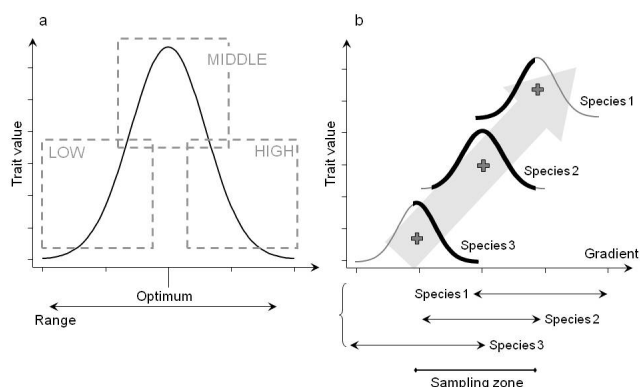 a
MIDDLE
LOW
HIGH
Trait value
Optimum
Range
b
Trait value
Species 1
Species 2
Species 3
Gradient
Species 1
Species 2
Species 3
Sampling zone